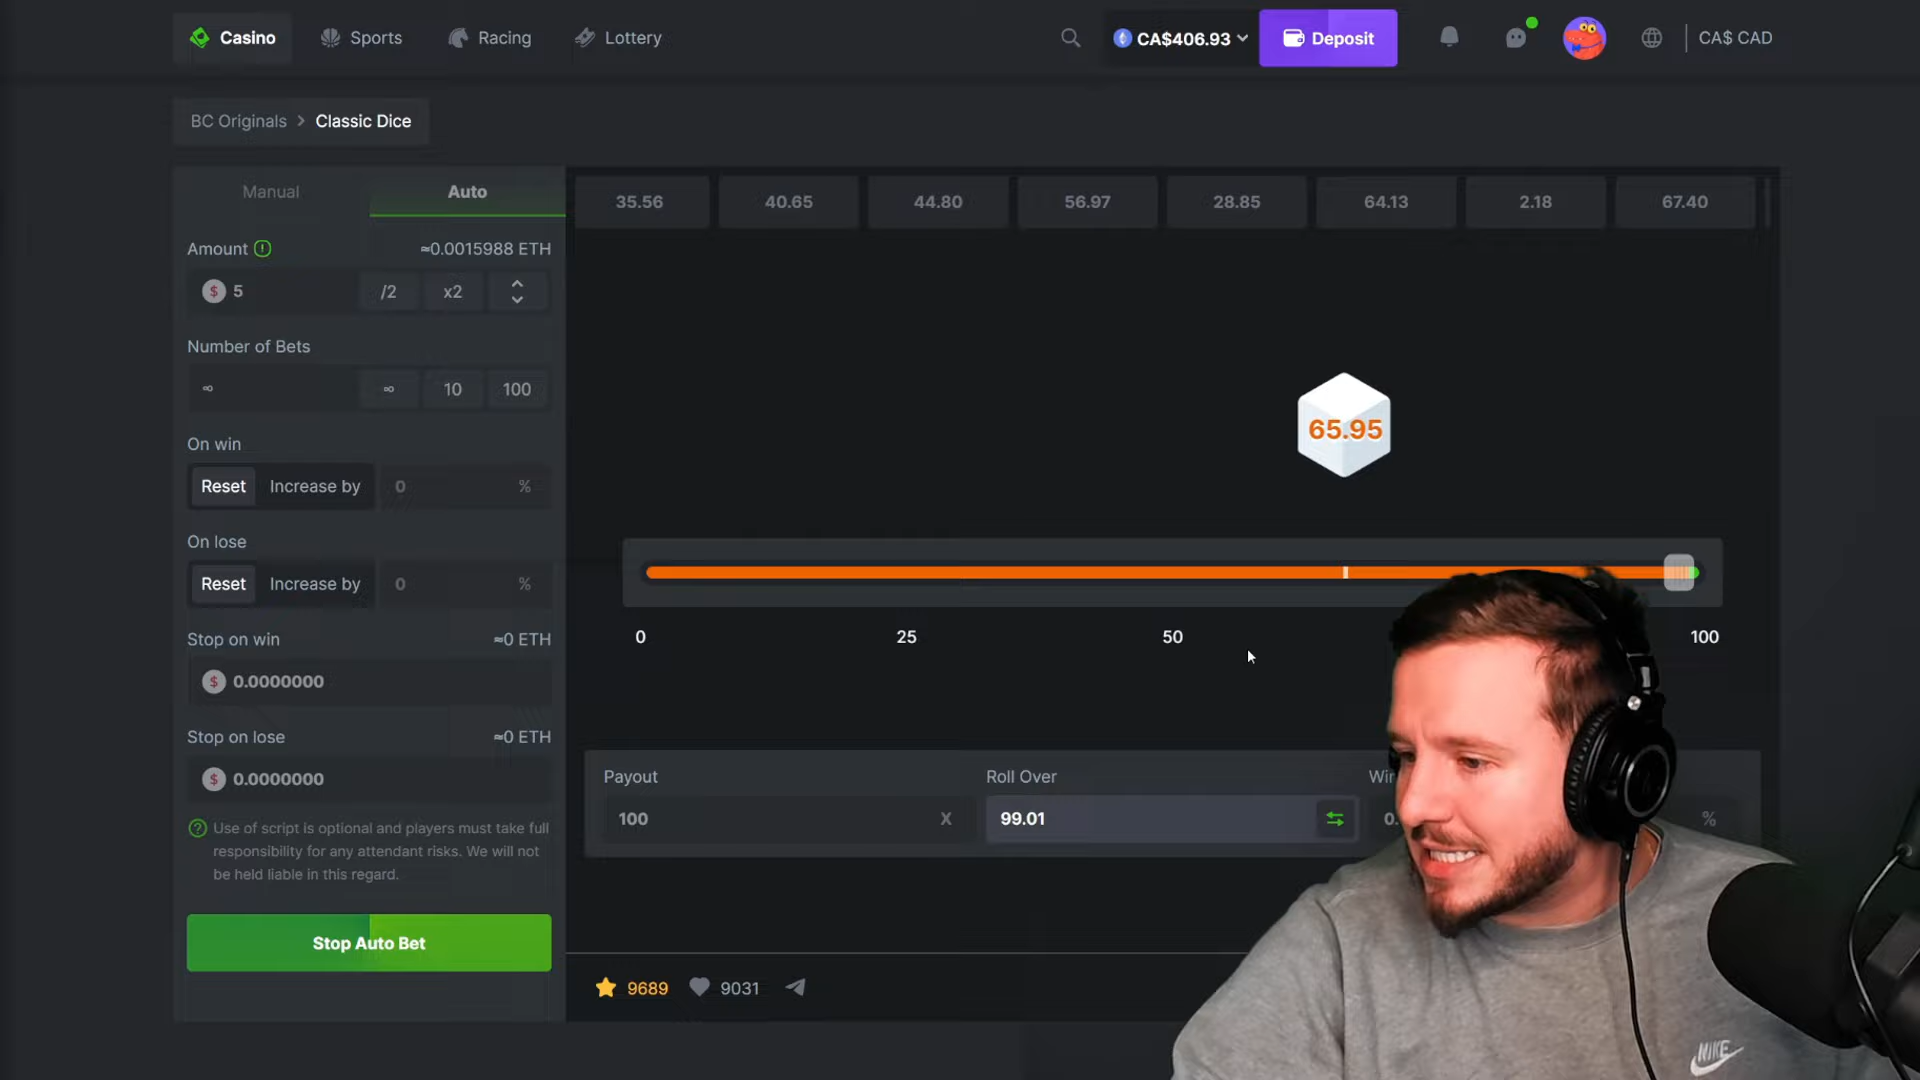 Casino
Sports
Racing
Lottery
CA$406.93
Deposit
CA$ CAD
BC Originals > Classic Dice
Manual
Auto
35.56
40.65
44.80
56.97
28.85
64.13
2.18
67.40
Amount
≈0.0015988 ETH
$ 5
/2
x2
Number of Bets
∞
∞
10
100
On win
Reset
Increase by
0
%
On lose
Reset
Increase by
0
%
Stop on win
≈0 ETH
$ 0.0000000
Stop on lose
≈0 ETH
$ 0.0000000
Use of script is optional and players must take full
responsibility for any attendant risks. We will not
be held liable in this regard.
Stop Auto Bet
65.95
0
25
50
100
Payout
100
X
Roll Over
99.01
%
9689
9031
NIKE